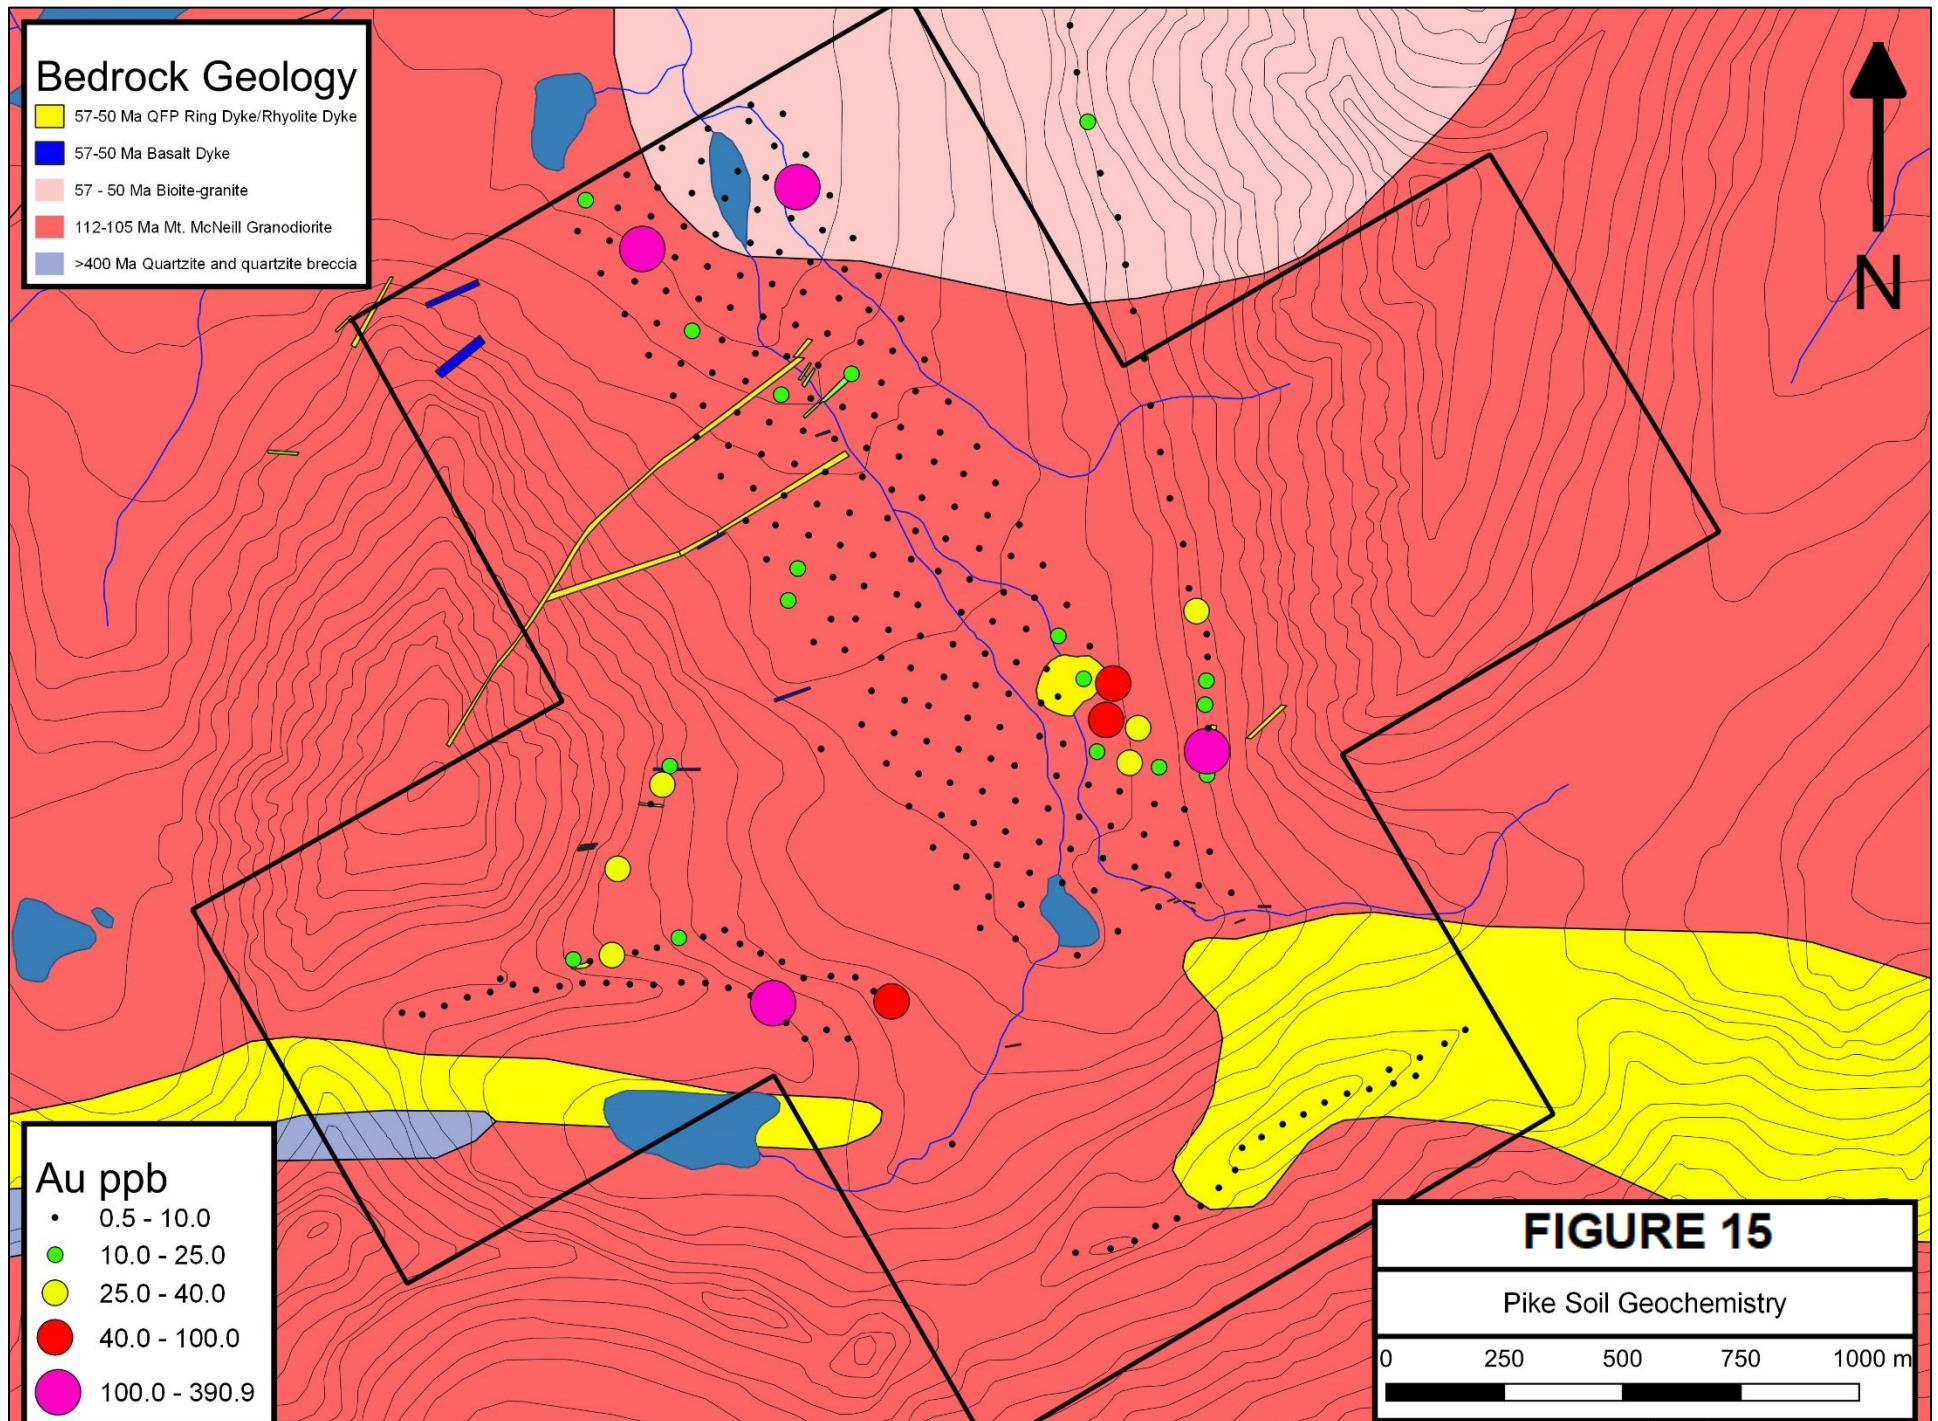 Bedrock Geology
57-50 Ma QFP Ring Dyke/Rhyolite Dyke
57-50 Ma Basalt Dyke
57 - 50 Ma Bioite-granite
112-105 Ma Mt. McNeill Granodiorite
>400 Ma Quartzite and quartzite breccia
N
Au ppb
0.5 - 10.0
10.0 - 25.0
25.0 - 40.0
40.0 - 100.0
100.0 - 390.9
FIGURE 15
Pike Soil Geochemistry
0 250 500 750 1000 m